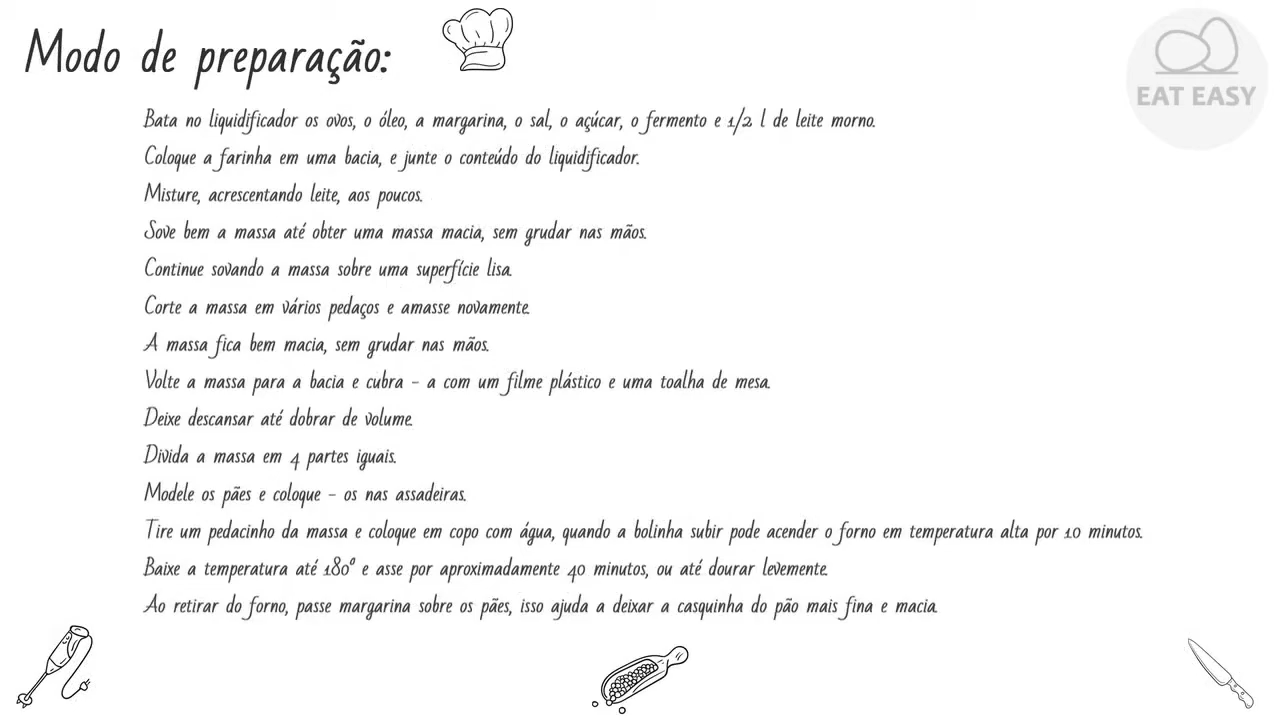 Modo de preparação:
EAT EASY
Bata no liquidificador os ovos, o óleo, a margarina, o sal, o açúcar, o fermento e 1/2 l de leite morno.
Coloque a farinha em uma bacia, e junte o conteúdo do liquidificador.
Misture, acrescentando leite, aos poucos.
Sove bem a massa até obter uma massa macia, sem grudar nas mãos.
Continue sovando a massa sobre uma superfície lisa.
Corte a massa em vários pedaços e amasse novamente.
A massa fica bem macia, sem grudar nas mãos.
Volte a massa para a bacia e cubra - a com um filme plástico e uma toalha de mesa.
Deixe descansar até dobrar de volume.
Divida a massa em 4 partes iguais.
Modele os pães e coloque - os nas assadeiras.
Tire um pedacinho da massa e coloque em copo com água, quando a bolinha subir pode acender o forno em temperatura alta por 10 minutos.
Baixe a temperatura até 180º e asse por aproximadamente 40 minutos, ou até dourar levemente.
Ao retirar do forno, passe margarina sobre os pães, isso ajuda a deixar a casquinha do pão mais fina e macia.